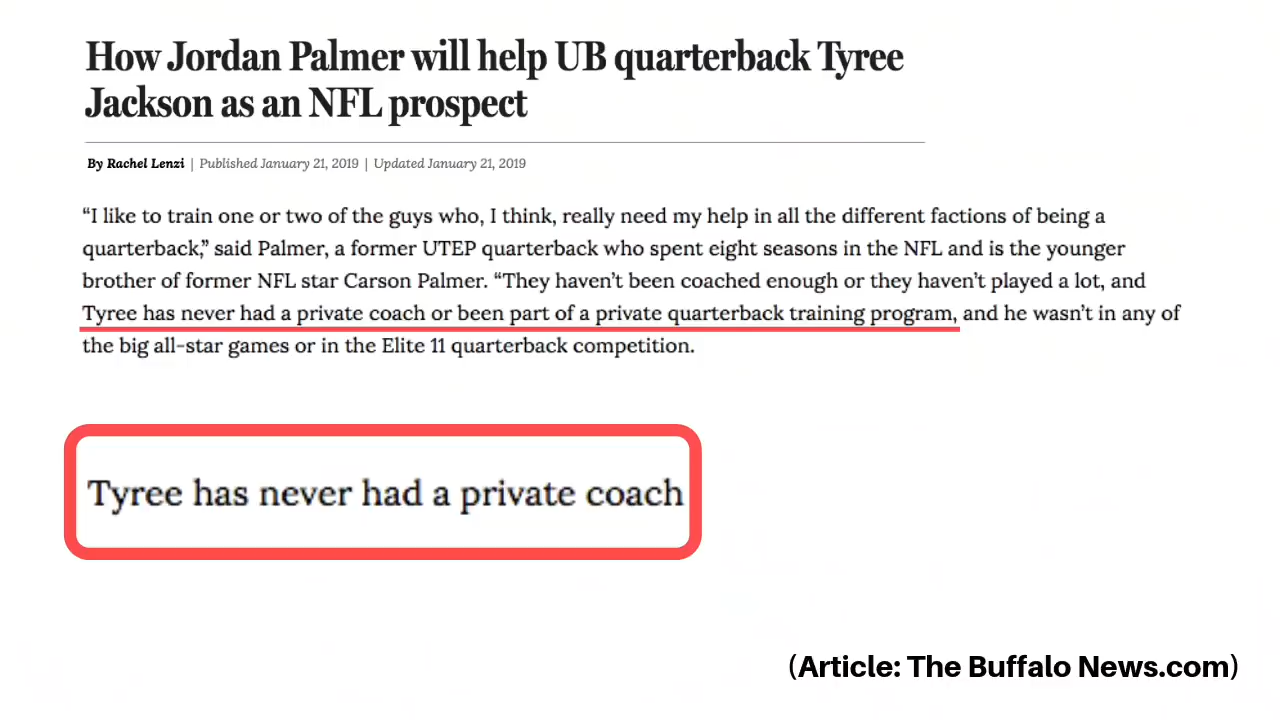 How Jordan Palmer will help UB quarterback Tyree
Jackson as an NFL prospect
By Rachel Lenzi | Published January 21, 2019 | Updated January 21, 2019
“I like to train one or two of the guys who, I think, really need my help in all the different factions of being a
quarterback,” said Palmer, a former UTEP quarterback who spent eight seasons in the NFL and is the younger
brother of former NFL star Carson Palmer. “They haven’t been coached enough or they haven’t played a lot, and
Tyree has never had a private coach or been part of a private quarterback training program, and he wasn’t in any of
the big all-star games or in the Elite 11 quarterback competition.
Tyree has never had a private coach
(Article: The Buffalo News.com)